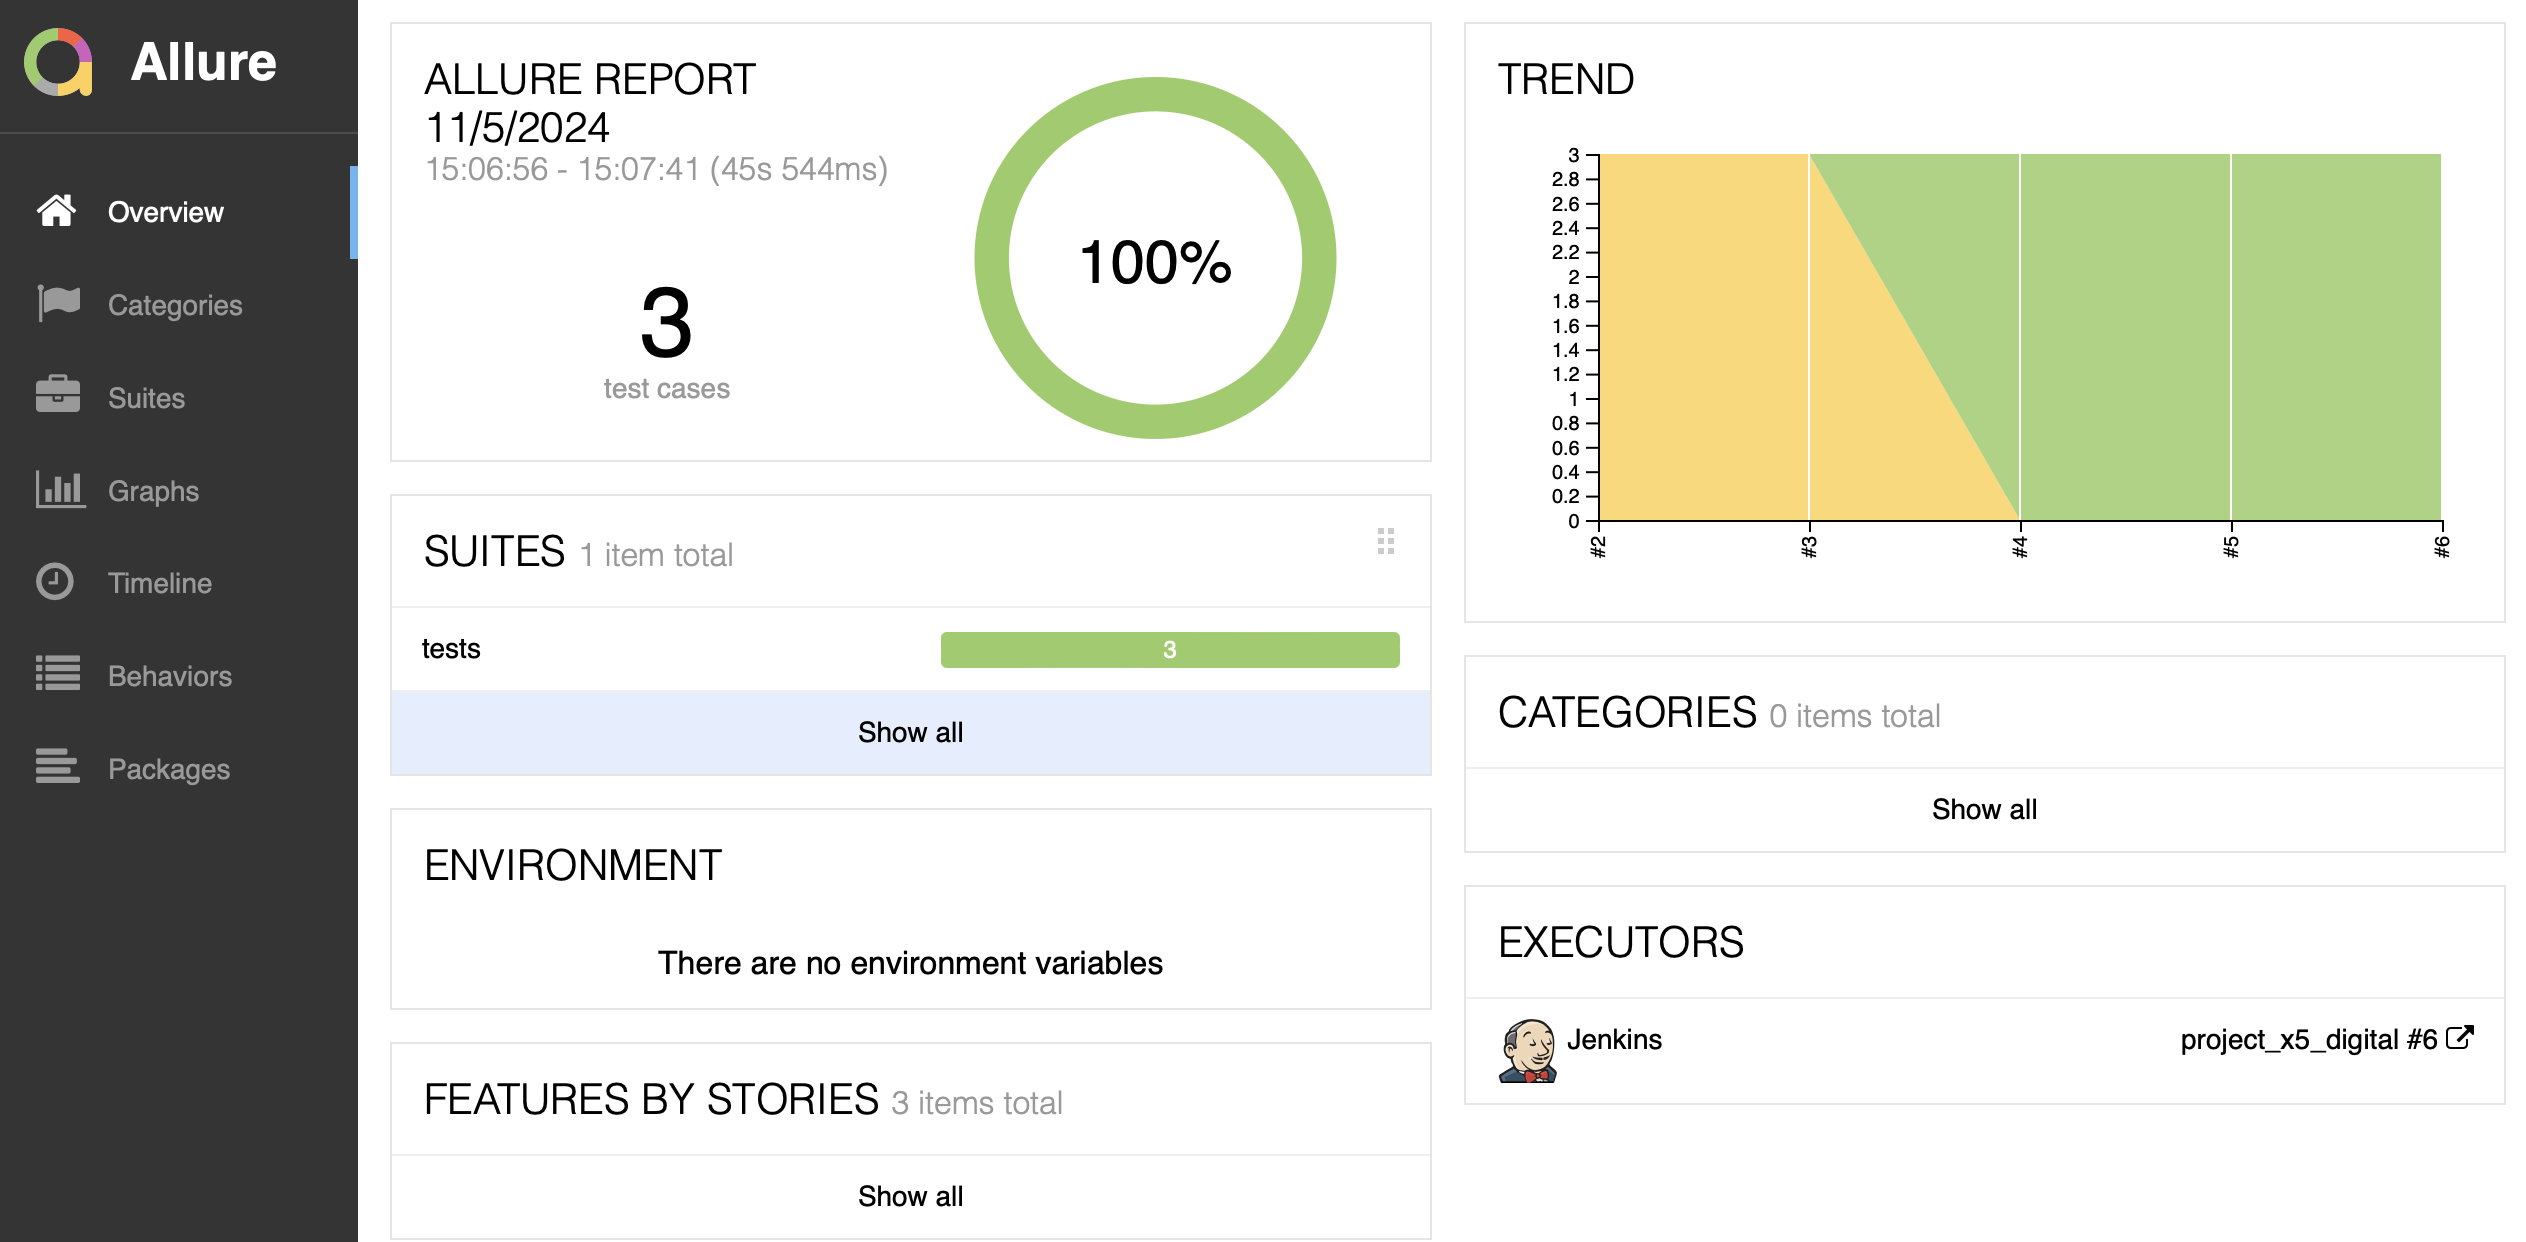 Allure
Overview
Categories
Suites
Graphs
Timeline
Behaviors
Packages
ALLURE REPORT
11/5/2024
15:06:56 - 15:07:41 (45s 544ms)
3
test cases
100%
SUITES 1 item total
tests 3
Show all
ENVIRONMENT
There are no environment variables
FEATURES BY STORIES 3 items total
Show all
TREND
3
2.8
2.6
2.4
2.2
2
1.8
1.6
1.4
1.2
1
0.8
0.6
0.4
0.2
0
#2 #3 #4 #5 #6
CATEGORIES 0 items total
Show all
EXECUTORS
Jenkins project_x5_digital #6